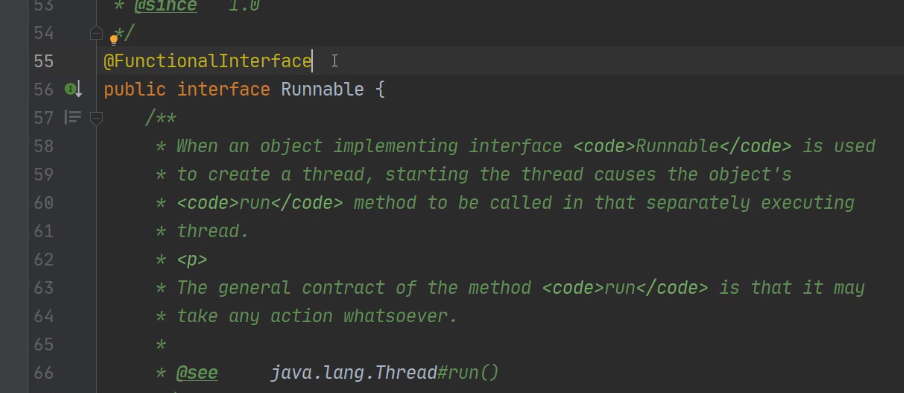 53 * @since 1.0
54 */
55 @FunctionalInterface
56 public interface Runnable {
57 /**
58 * When an object implementing interface <code>Runnable</code> is used
59 * to create a thread, starting the thread causes the object's
60 * <code>run</code> method to be called in that separately executing
61 * thread.
62 * <p>
63 * The general contract of the method <code>run</code> is that it may
64 * take any action whatsoever.
65 *
66 * @see java.lang.Thread#run()